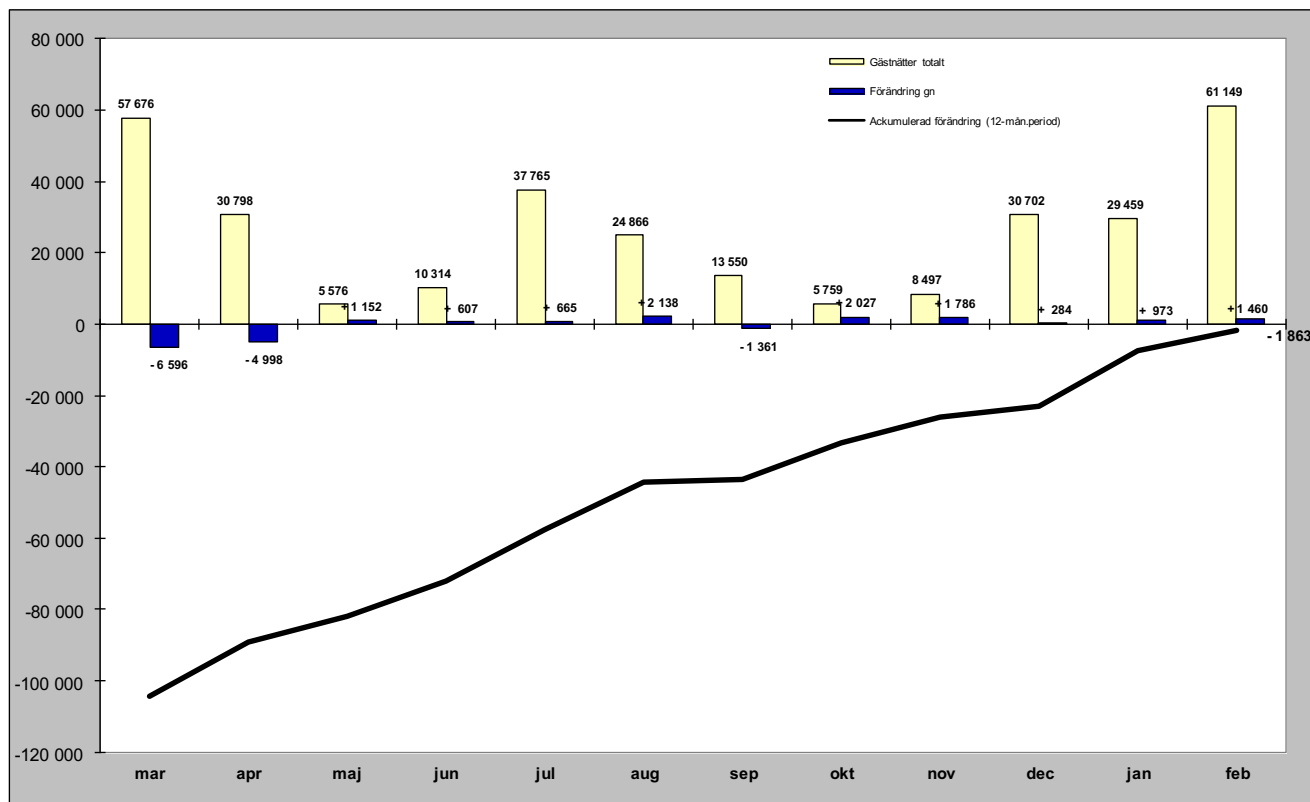 80 000
60 000
40 000
20 000
0
-20 000
-40 000
-60 000
-80 000
-100 000
-120 000
Gästnätter totalt
Förändring gn
Ackumulerad förändring (12-mån.period)
57 676
30 798
5 576
10 314
37 765
24 866
13 550
5 759
8 497
30 702
29 459
61 149
- 6 596
- 4 998
+ 1 152
+ 607
+ 665
+ 2 138
- 1 361
+ 2 027
+ 1 786
+ 284
+ 973
+ 1 460
- 1 863
mar apr maj jun jul aug sep okt nov dec jan feb